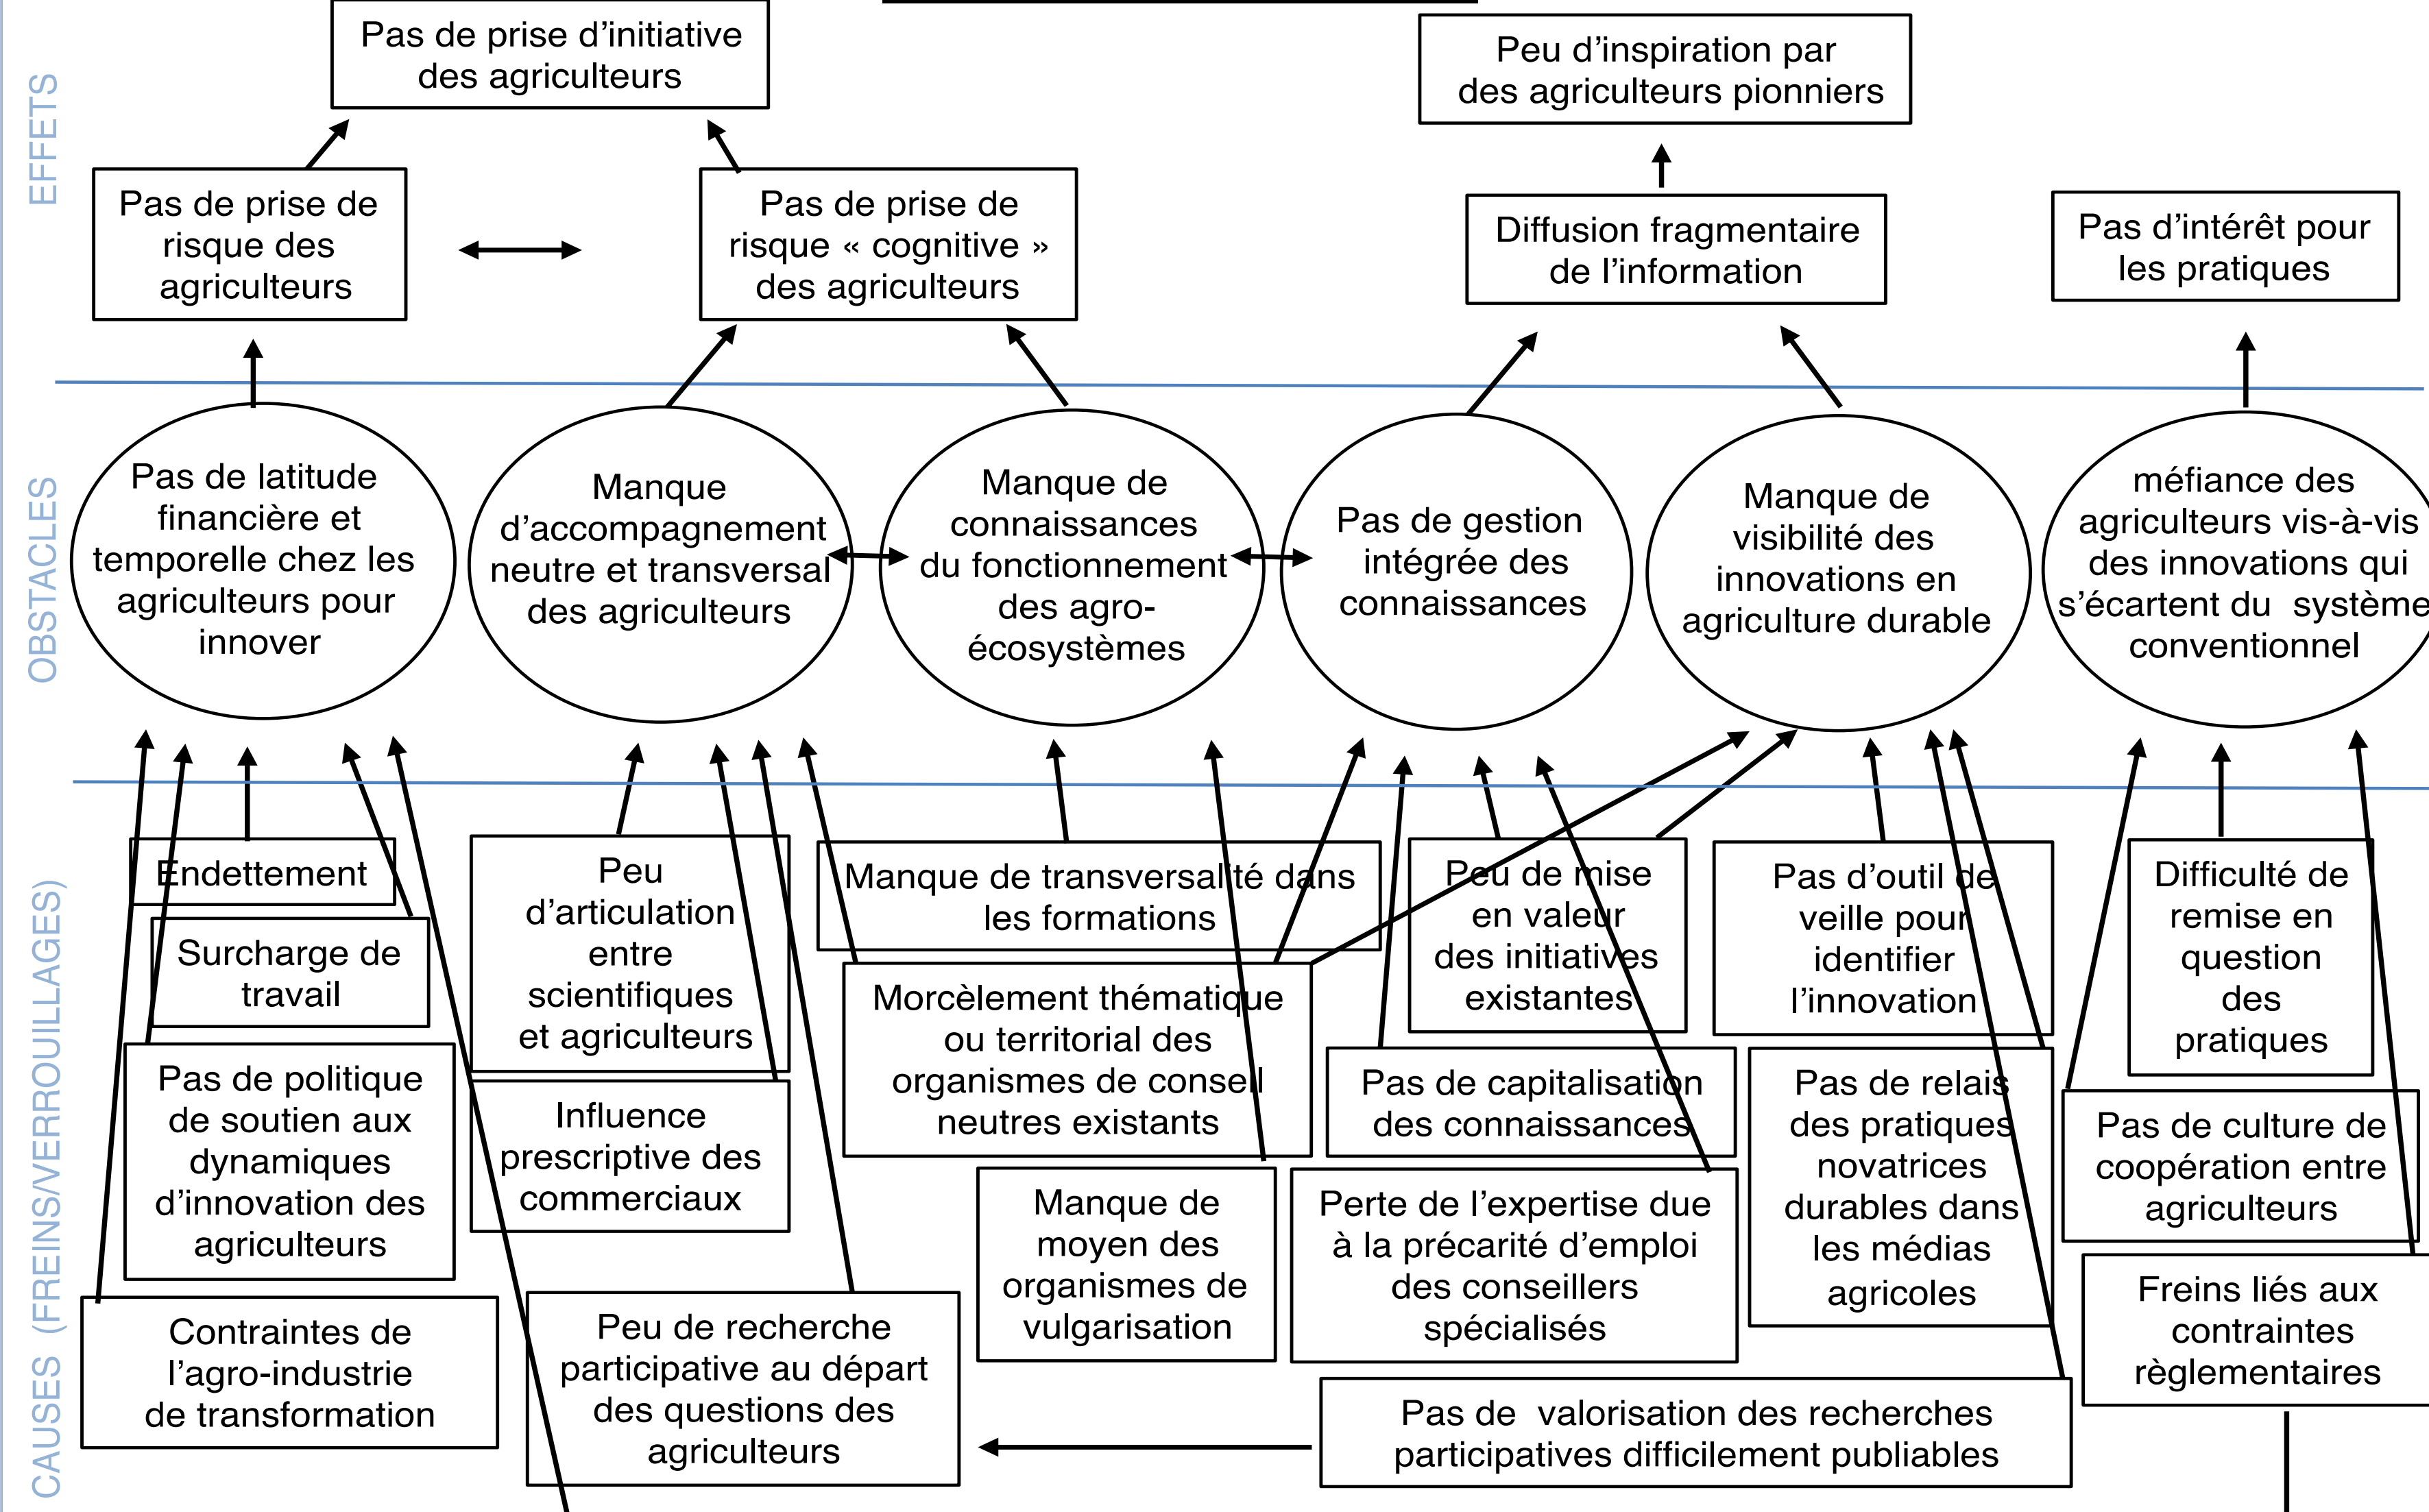 EFFETS
Pas de prise d’initiative
des agriculteurs
Peu d’inspiration par
des agriculteurs pionniers
Pas de prise de
risque des
agriculteurs
Pas de prise de
risque « cognitive »
des agriculteurs
Diffusion fragmentaire
de l’information
Pas d’intérêt pour
les pratiques
OBSTACLES
Pas de latitude
financière et
temporelle chez les
agriculteurs pour
innover
Manque
d’accompagnement
neutre et transversal
des agriculteurs
Manque de
connaissances
du fonctionnement
des agro-
écosystèmes
Pas de gestion
intégrée des
connaissances
Manque de
visibilité des
innovations en
agriculture durable
méfiance des
agriculteurs vis-à-vis
des innovations qui
s’écartent du système
conventionnel
CAUSES (FREINS/VERROUILLAGES)
Endettement
Surcharge de
travail
Pas de politique
de soutien aux
dynamiques
d’innovation des
agriculteurs
Contraintes de
l’agro-industrie
de transformation
Peu
d’articulation
entre
scientifiques
et agriculteurs
Influence
prescriptive des
commerciaux
Peu de recherche
participative au départ
des questions des
agriculteurs
Manque de transversalité dans
les formations
Morcèlement thématique
ou territorial des
organismes de conseil
neutres existants
Manque de
moyen des
organismes de
vulgarisation
Peu de mise
en valeur
des initiatives
existantes
Pas de capitalisation
des connaissances
Perte de l’expertise due
à la précarité d’emploi
des conseillers
spécialisés
Pas d’outil de
veille pour
identifier
l’innovation
Pas de relais
des pratiques
novatrices
durables dans
les médias
agricoles
Pas de valorisation des recherches
participatives difficilement publiables
Difficulté de
remise en
question
des
pratiques
Pas de culture de
coopération entre
agriculteurs
Freins liés aux
contraintes
règlementaires